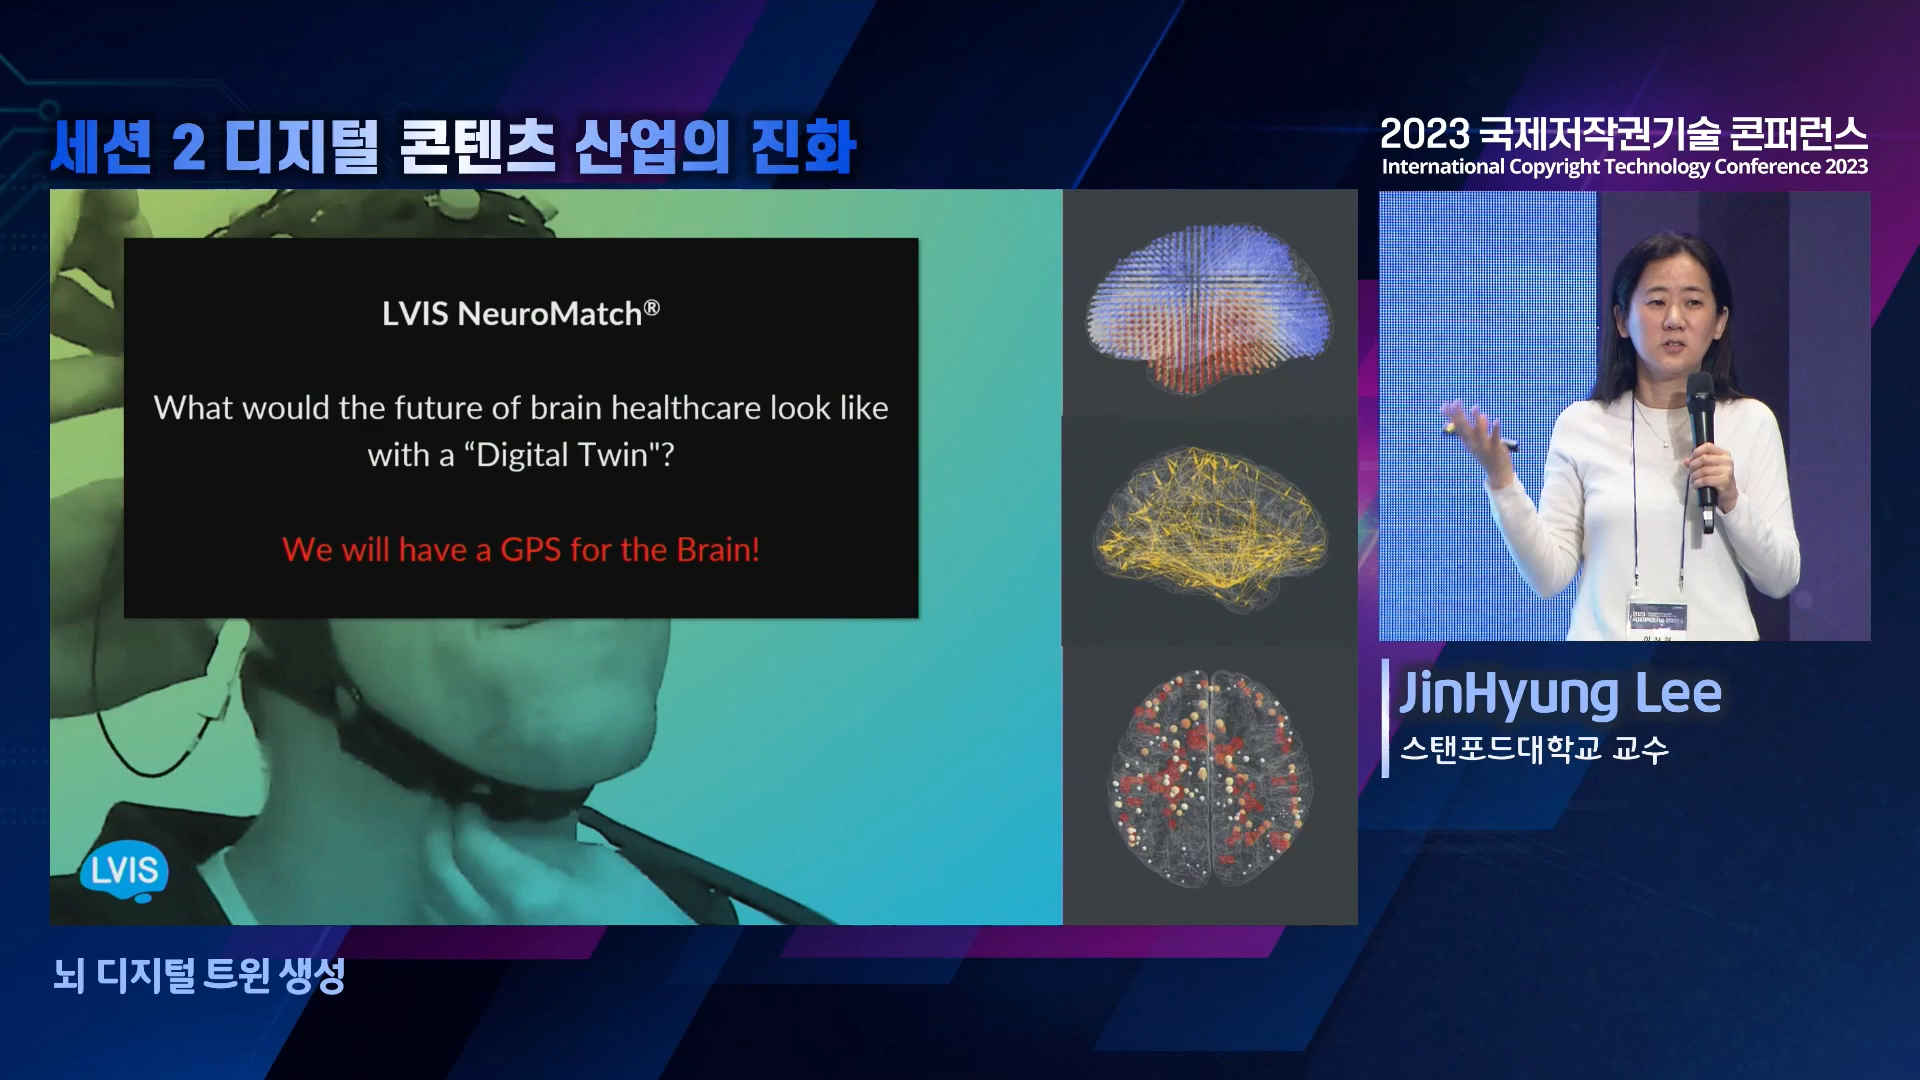 세션 2 디지털 콘텐츠 산업의 진화
2023 국제저작권기술 콘퍼런스
International Copyright Technology Conference 2023
LVIS NeuroMatch®
What would the future of brain healthcare look like
with a “Digital Twin"?
We will have a GPS for the Brain!
LVIS
JinHyung Lee
스탠포드대학교 교수
뇌 디지털 트윈 생성